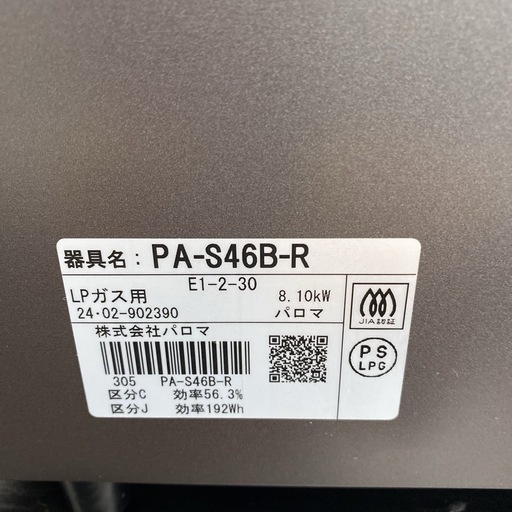 器具名: PA-S46B-R
E1-2-30
LPガス用 8.10kW
24・02-902390 パロマ
株式会社パロマ
305 PA-S46B-R
区分C 効率56.3%
区分J 効率192Wh
JIA認証
PS
LPG